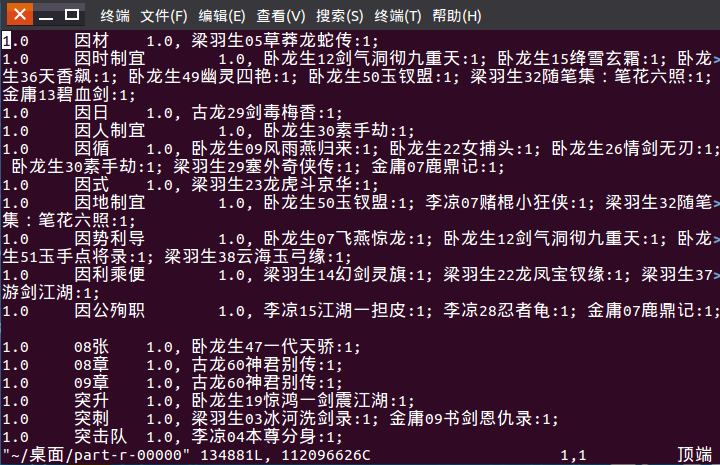 终端 文件(F) 编辑(E) 查看(V) 搜索(S) 终端(T) 帮助(H)
1.0 因材 1.0, 梁羽生05草莽龙蛇传:1;
1.0 因时制宜 1.0, 卧龙生12剑气洞彻九重天:1; 卧龙生15绛雪玄霜:1; 卧龙>
生36天香飙:1; 卧龙生49幽灵四艳:1; 卧龙生50玉钗盟:1; 梁羽生32随笔集：笔花六照:1;
金庸13碧血剑:1;
1.0 因日 1.0, 古龙29剑毒梅香:1;
1.0 因人制宜 1.0, 卧龙生30素手劫:1;
1.0 因循 1.0, 卧龙生09风雨燕归来:1; 卧龙生22女捕头:1; 卧龙生26情剑无刃:1;
卧龙生30素手劫:1; 梁羽生29塞外奇侠传:1; 金庸07鹿鼎记:1;
1.0 因式 1.0, 梁羽生23龙虎斗京华:1;
1.0 因地制宜 1.0, 卧龙生50玉钗盟:1; 李凉07赌棍小狂侠:1; 梁羽生32随笔>
集：笔花六照:1;
1.0 因势利导 1.0, 卧龙生07飞燕惊龙:1; 卧龙生12剑气洞彻九重天:1; 卧龙>
生51玉手点将录:1; 梁羽生38云海玉弓缘:1;
1.0 因利乘便 1.0, 梁羽生14幻剑灵旗:1; 梁羽生22龙凤宝钗缘:1; 梁羽生37>
游剑江湖:1;
1.0 因公殉职 1.0, 李凉15江湖一担皮:1; 李凉28忍者龟:1; 金庸07鹿鼎记:1;
1.0 08张 1.0, 卧龙生47一代天骄:1;
1.0 08章 1.0, 古龙60神君别传:1;
1.0 09章 1.0, 古龙60神君别传:1;
1.0 突升 1.0, 卧龙生19惊鸿一剑震江湖:1;
1.0 突刺 1.0, 梁羽生03冰河洗剑录:1; 金庸09书剑恩仇录:1;
1.0 突击队 1.0, 李凉04本尊分身:1;
"~/桌面/part-r-00000" 134881L, 112096626C 1,1 顶端